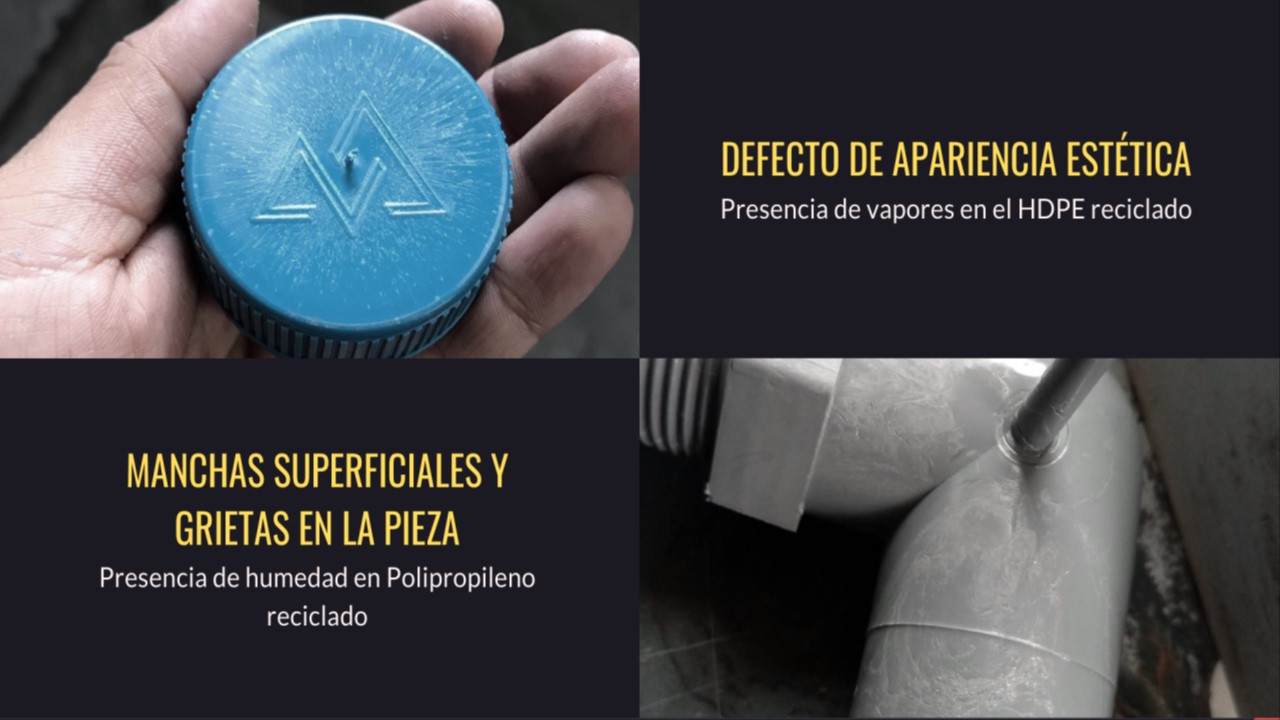 DEFECTO DE APARIENCIA ESTÉTICA
Presencia de vapores en el HDPE reciclado
MANCHAS SUPERFICIALES Y
GRIETAS EN LA PIEZA
Presencia de humedad en Polipropileno
reciclado